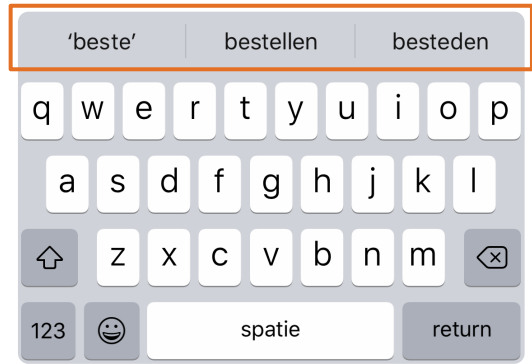 ‘beste’ bestellen besteden
q w e r t y u i o p
a s d f g h j k l
z x c v b n m
123 spatie return